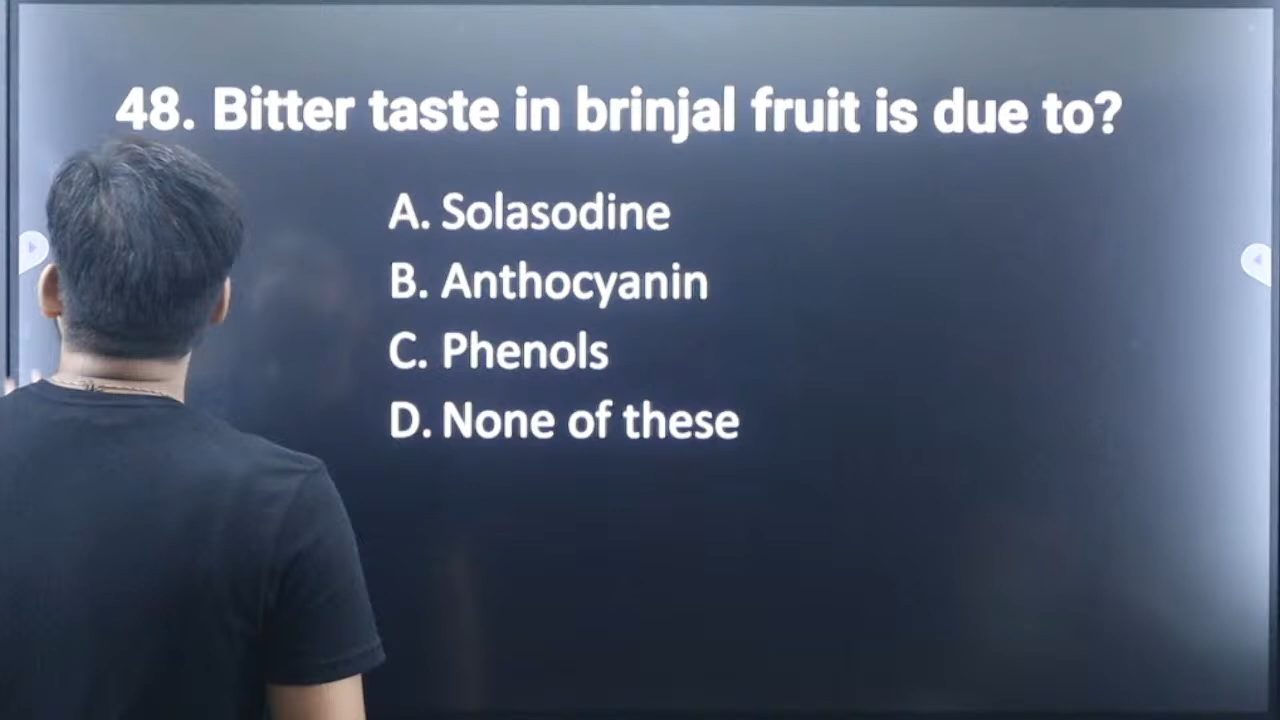 48. Bitter taste in brinjal fruit is due to?
A. Solasodine
B. Anthocyanin
C. Phenols
D. None of these